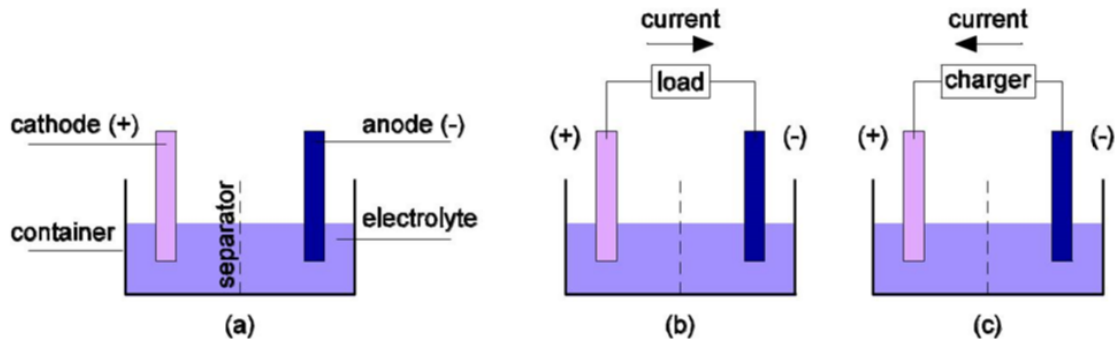 cathode (+)
anode (-)
container
separator
electrolyte
(a)
current
load
(+)
(-)
(b)
current
charger
(+)
(-)
(c)